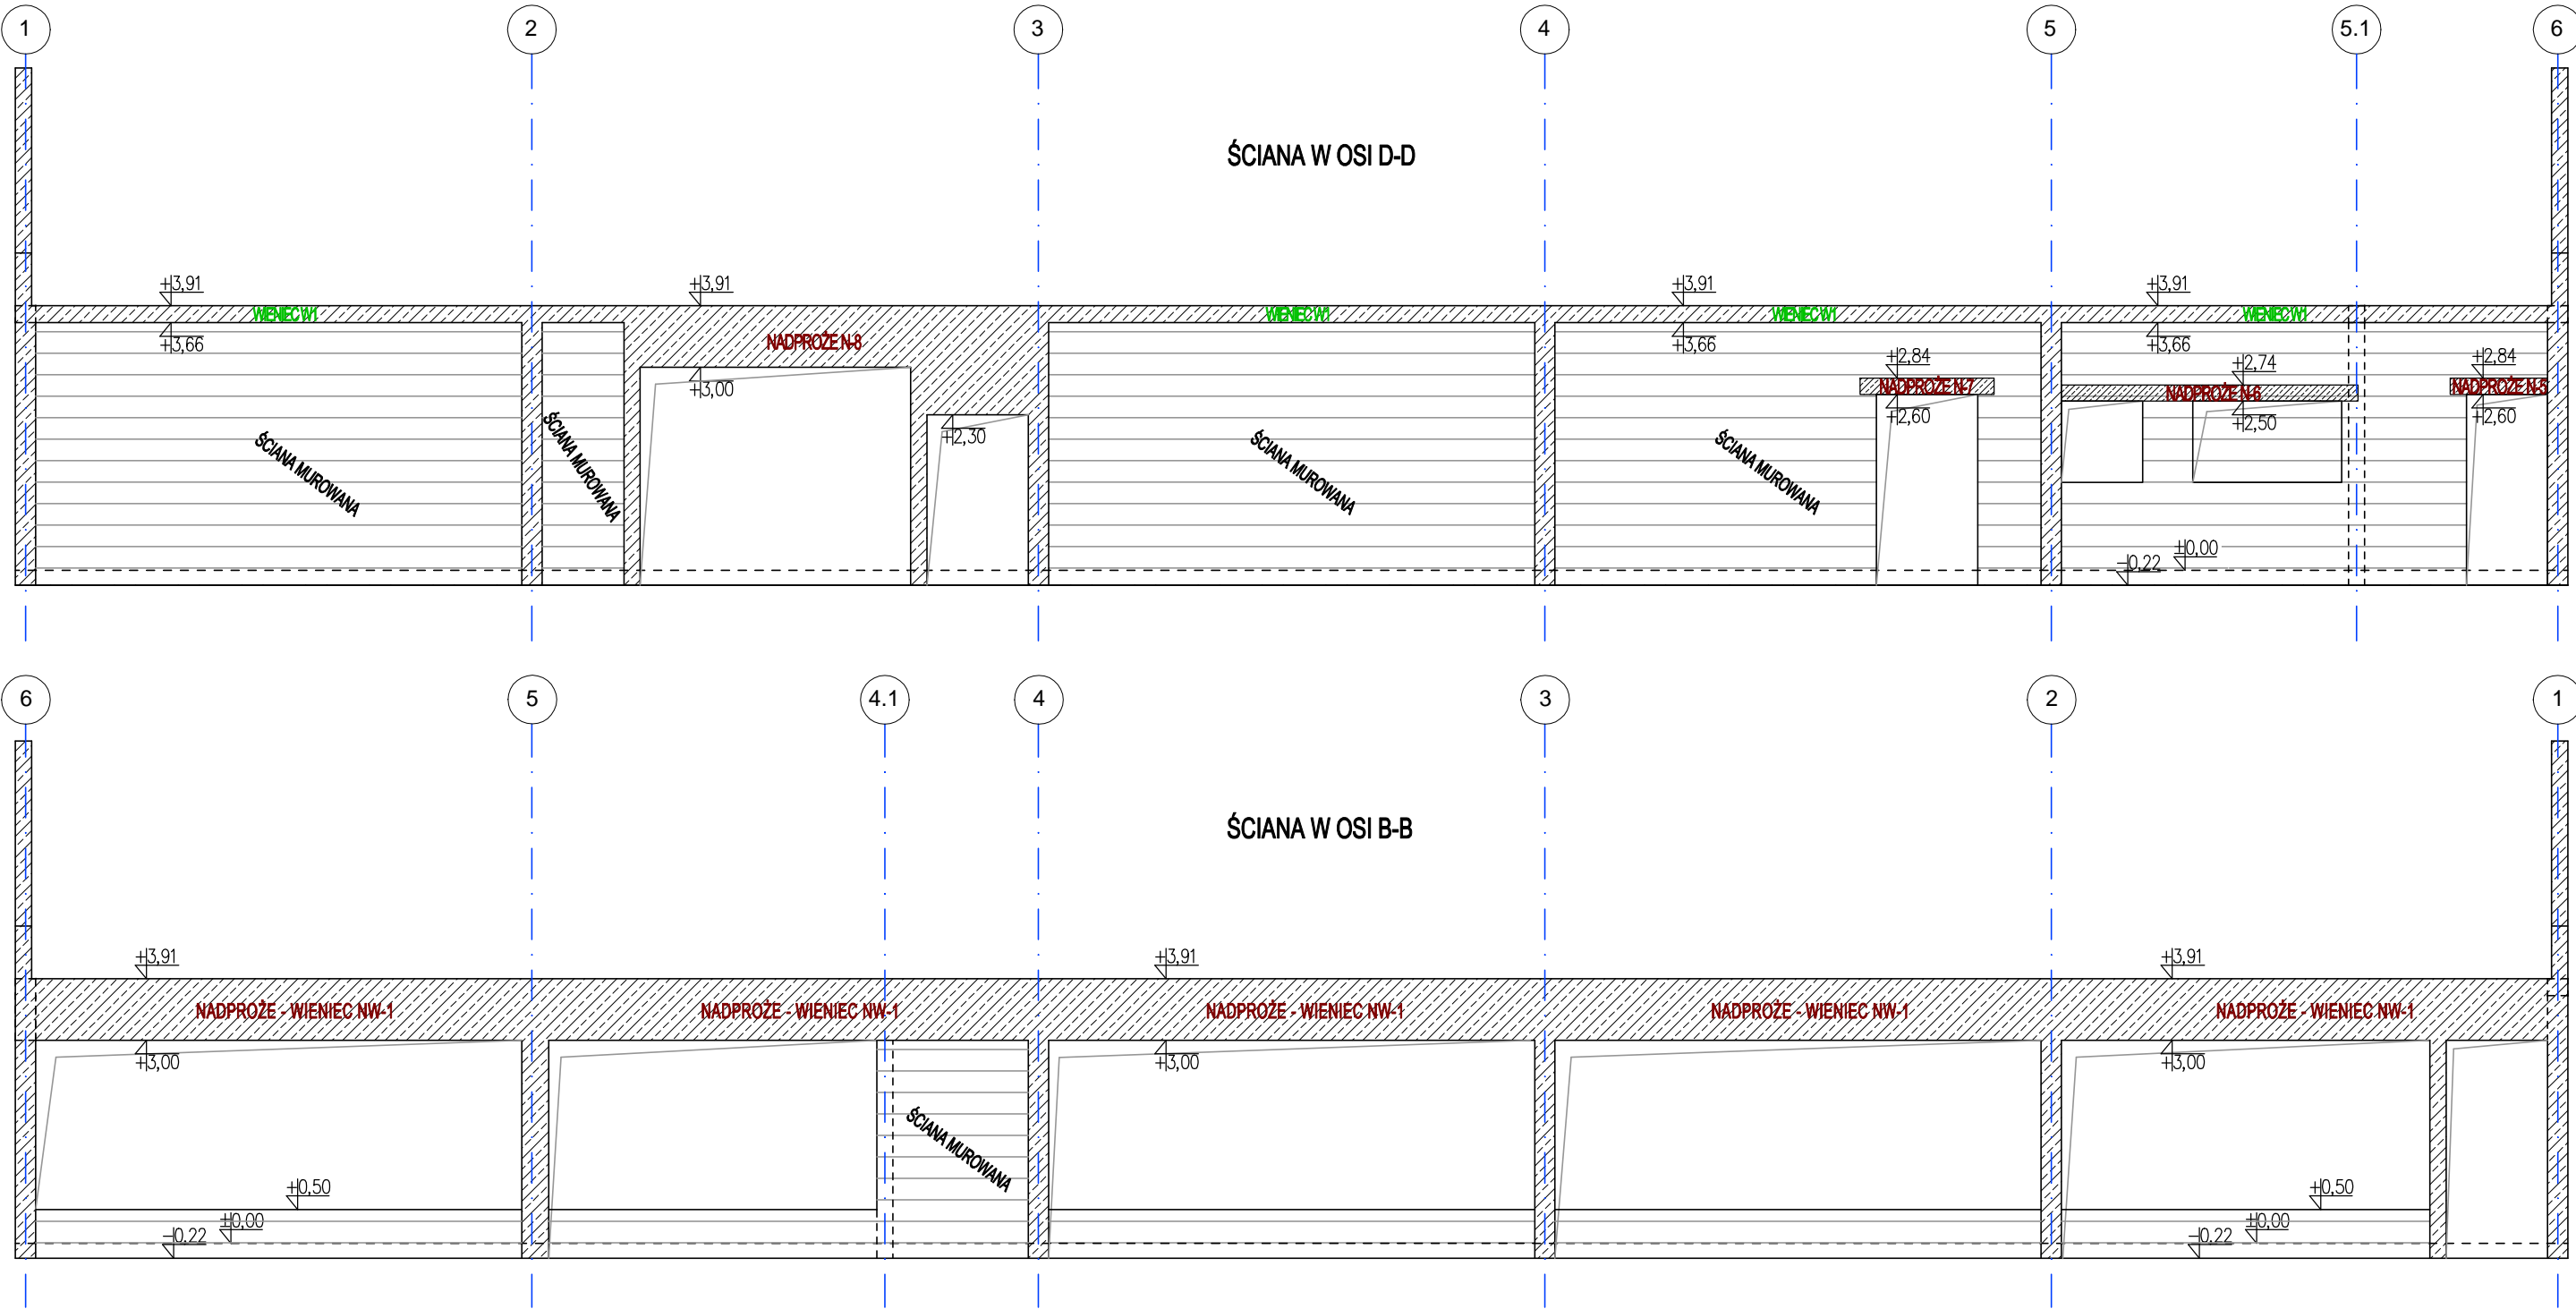 1 2 3 4 5 5.1 6
ŚCIANA W OSI D-D
+3,91 +3,91 +3,91 +3,91
WIENIEC W1 WIENIEC W1 WIENIEC W1 WIENIEC W1
+3,66 NADPROŻE N-8 +3,66 +3,66
+2,84 +2,74 +2,84
NADPROŻE N-7 NADPROŻE N-6 NADPROŻE N-5
+3,00 +2,60 +2,50 +2,60
+2,30
ŚCIANA MUROWANA
ŚCIANA MUROWANA
ŚCIANA MUROWANA
ŚCIANA MUROWANA
±0,00
-0.22
6 5 4.1 4 3 2 1
ŚCIANA W OSI B-B
+3,91 +3,91 +3,91
NADPROŻE - WIENIEC NW-1 NADPROŻE - WIENIEC NW-1 NADPROŻE - WIENIEC NW-1 NADPROŻE - WIENIEC NW-1 NADPROŻE - WIENIEC NW-1
+3,00 +3,00 +3,00
ŚCIANA MUROWANA
+0,50 +0,50
±0,00 ±0,00
-0.22 -0.22